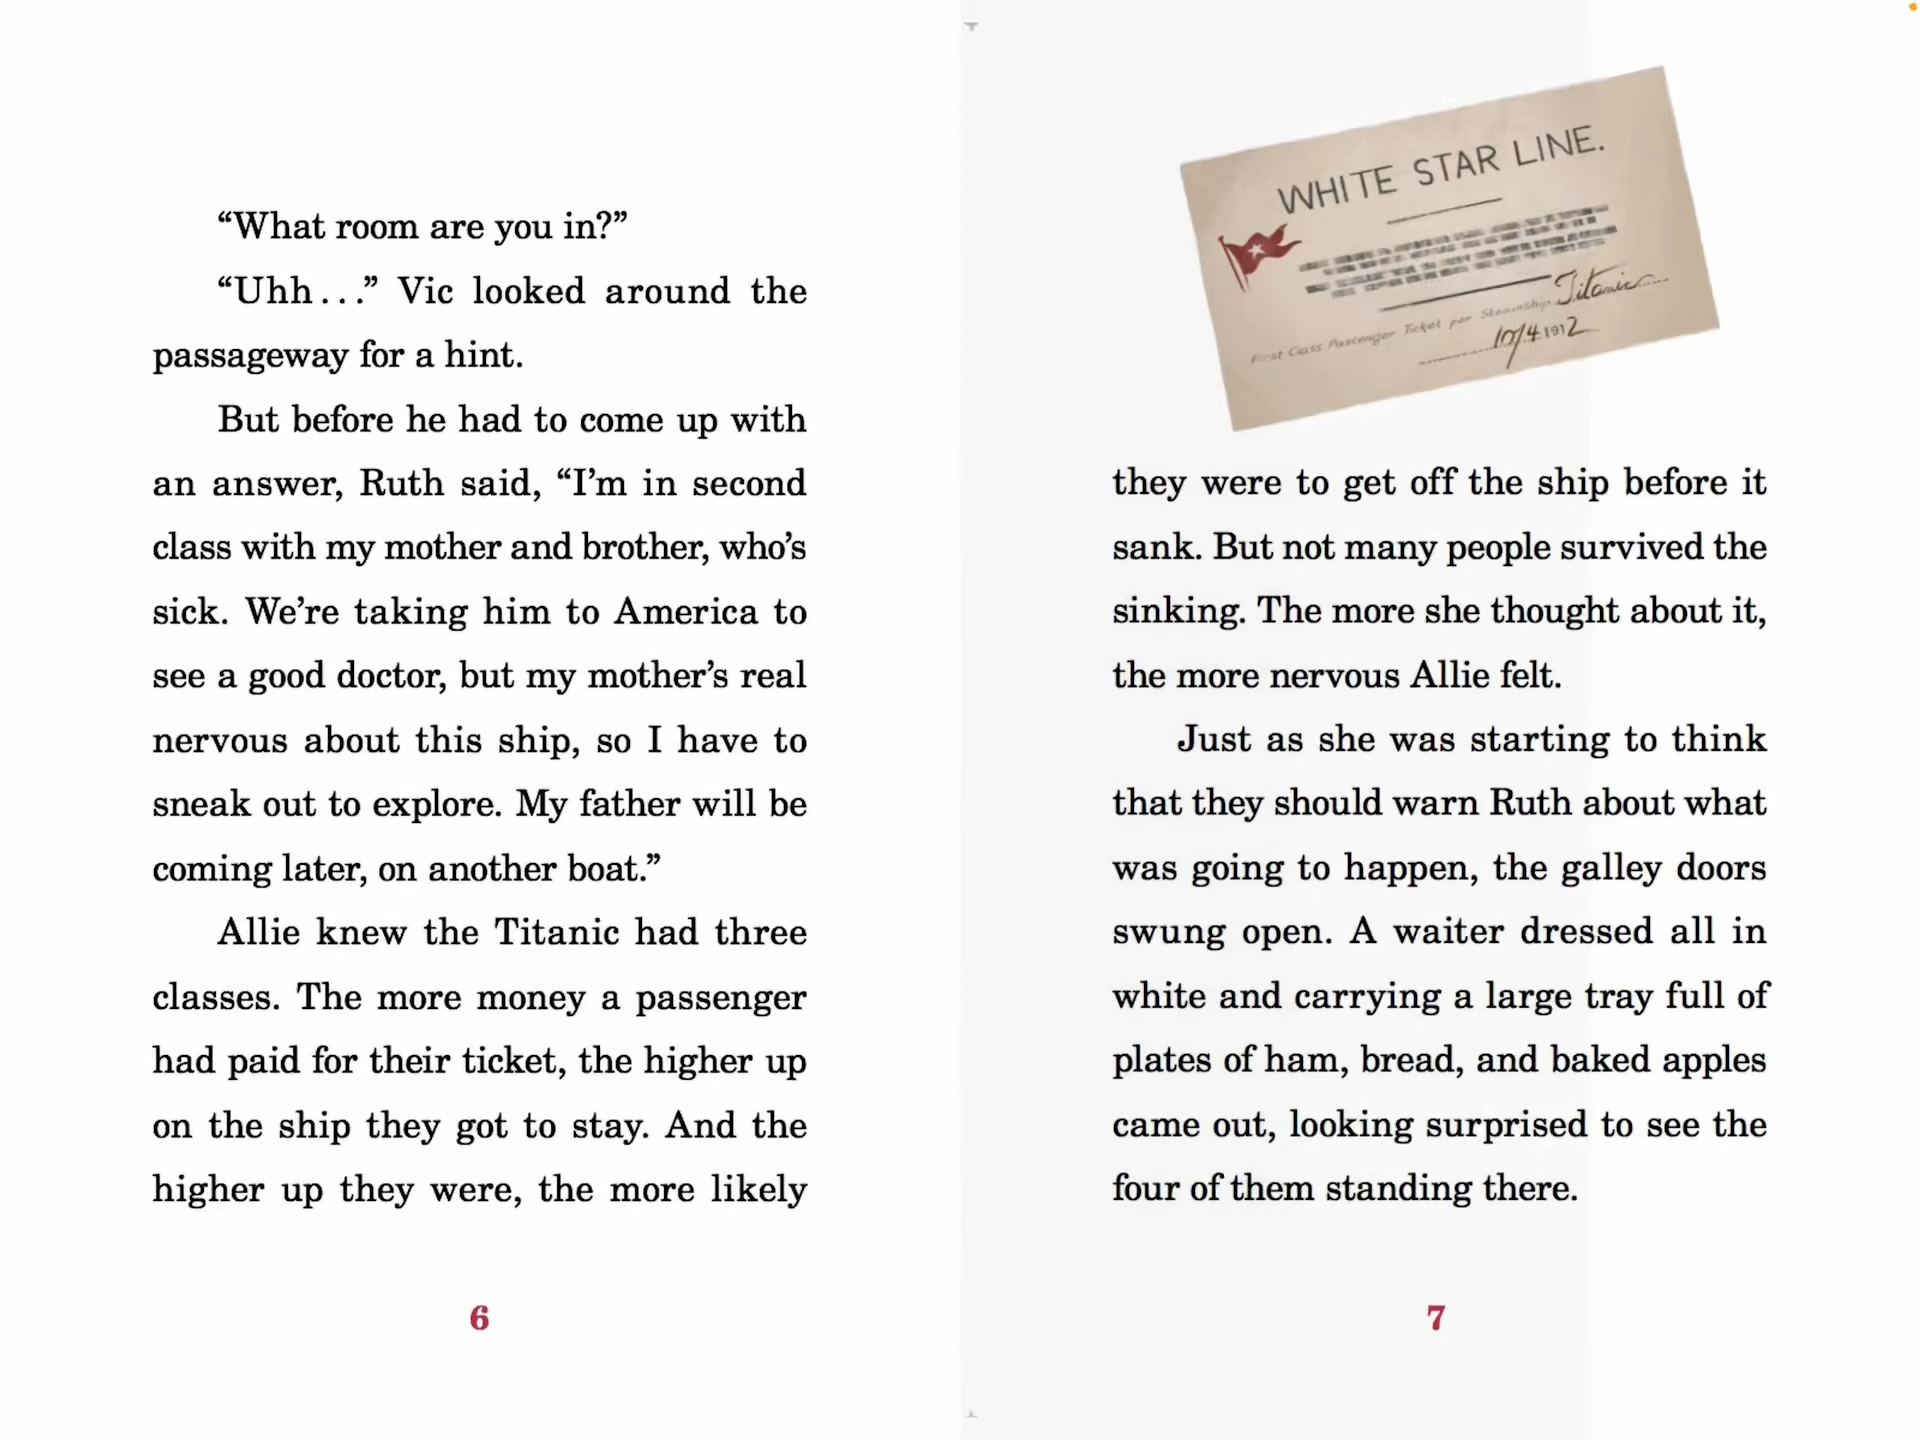 “What room are you in?”
“Uhh . . .” Vic looked around the
passageway for a hint.
But before he had to come up with
an answer, Ruth said, “I’m in second
class with my mother and brother, who’s
sick. We’re taking him to America to
see a good doctor, but my mother’s real
nervous about this ship, so I have to
sneak out to explore. My father will be
coming later, on another boat.”
Allie knew the Titanic had three
classes. The more money a passenger
had paid for their ticket, the higher up
on the ship they got to stay. And the
higher up they were, the more likely
6
WHITE STAR LINE.
First Class Passenger Ticket per Steamship Titanic
10/4 1912
they were to get off the ship before it
sank. But not many people survived the
sinking. The more she thought about it,
the more nervous Allie felt.
Just as she was starting to think
that they should warn Ruth about what
was going to happen, the galley doors
swung open. A waiter dressed all in
white and carrying a large tray full of
plates of ham, bread, and baked apples
came out, looking surprised to see the
four of them standing there.
7